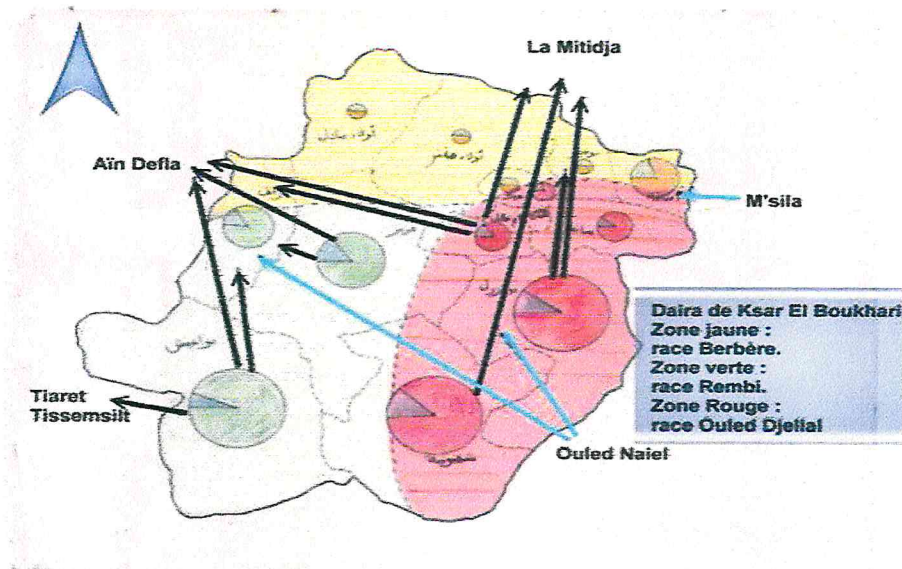 La Mitidja
Aïn Defla
M'sila
Daira de Ksar El Boukhari
Zone jaune :
race Berbère.
Zone verte :
race Rembi.
Zone Rouge :
race Ouled Djellal
Tiaret
Tissemsilt
Ouled Naiel